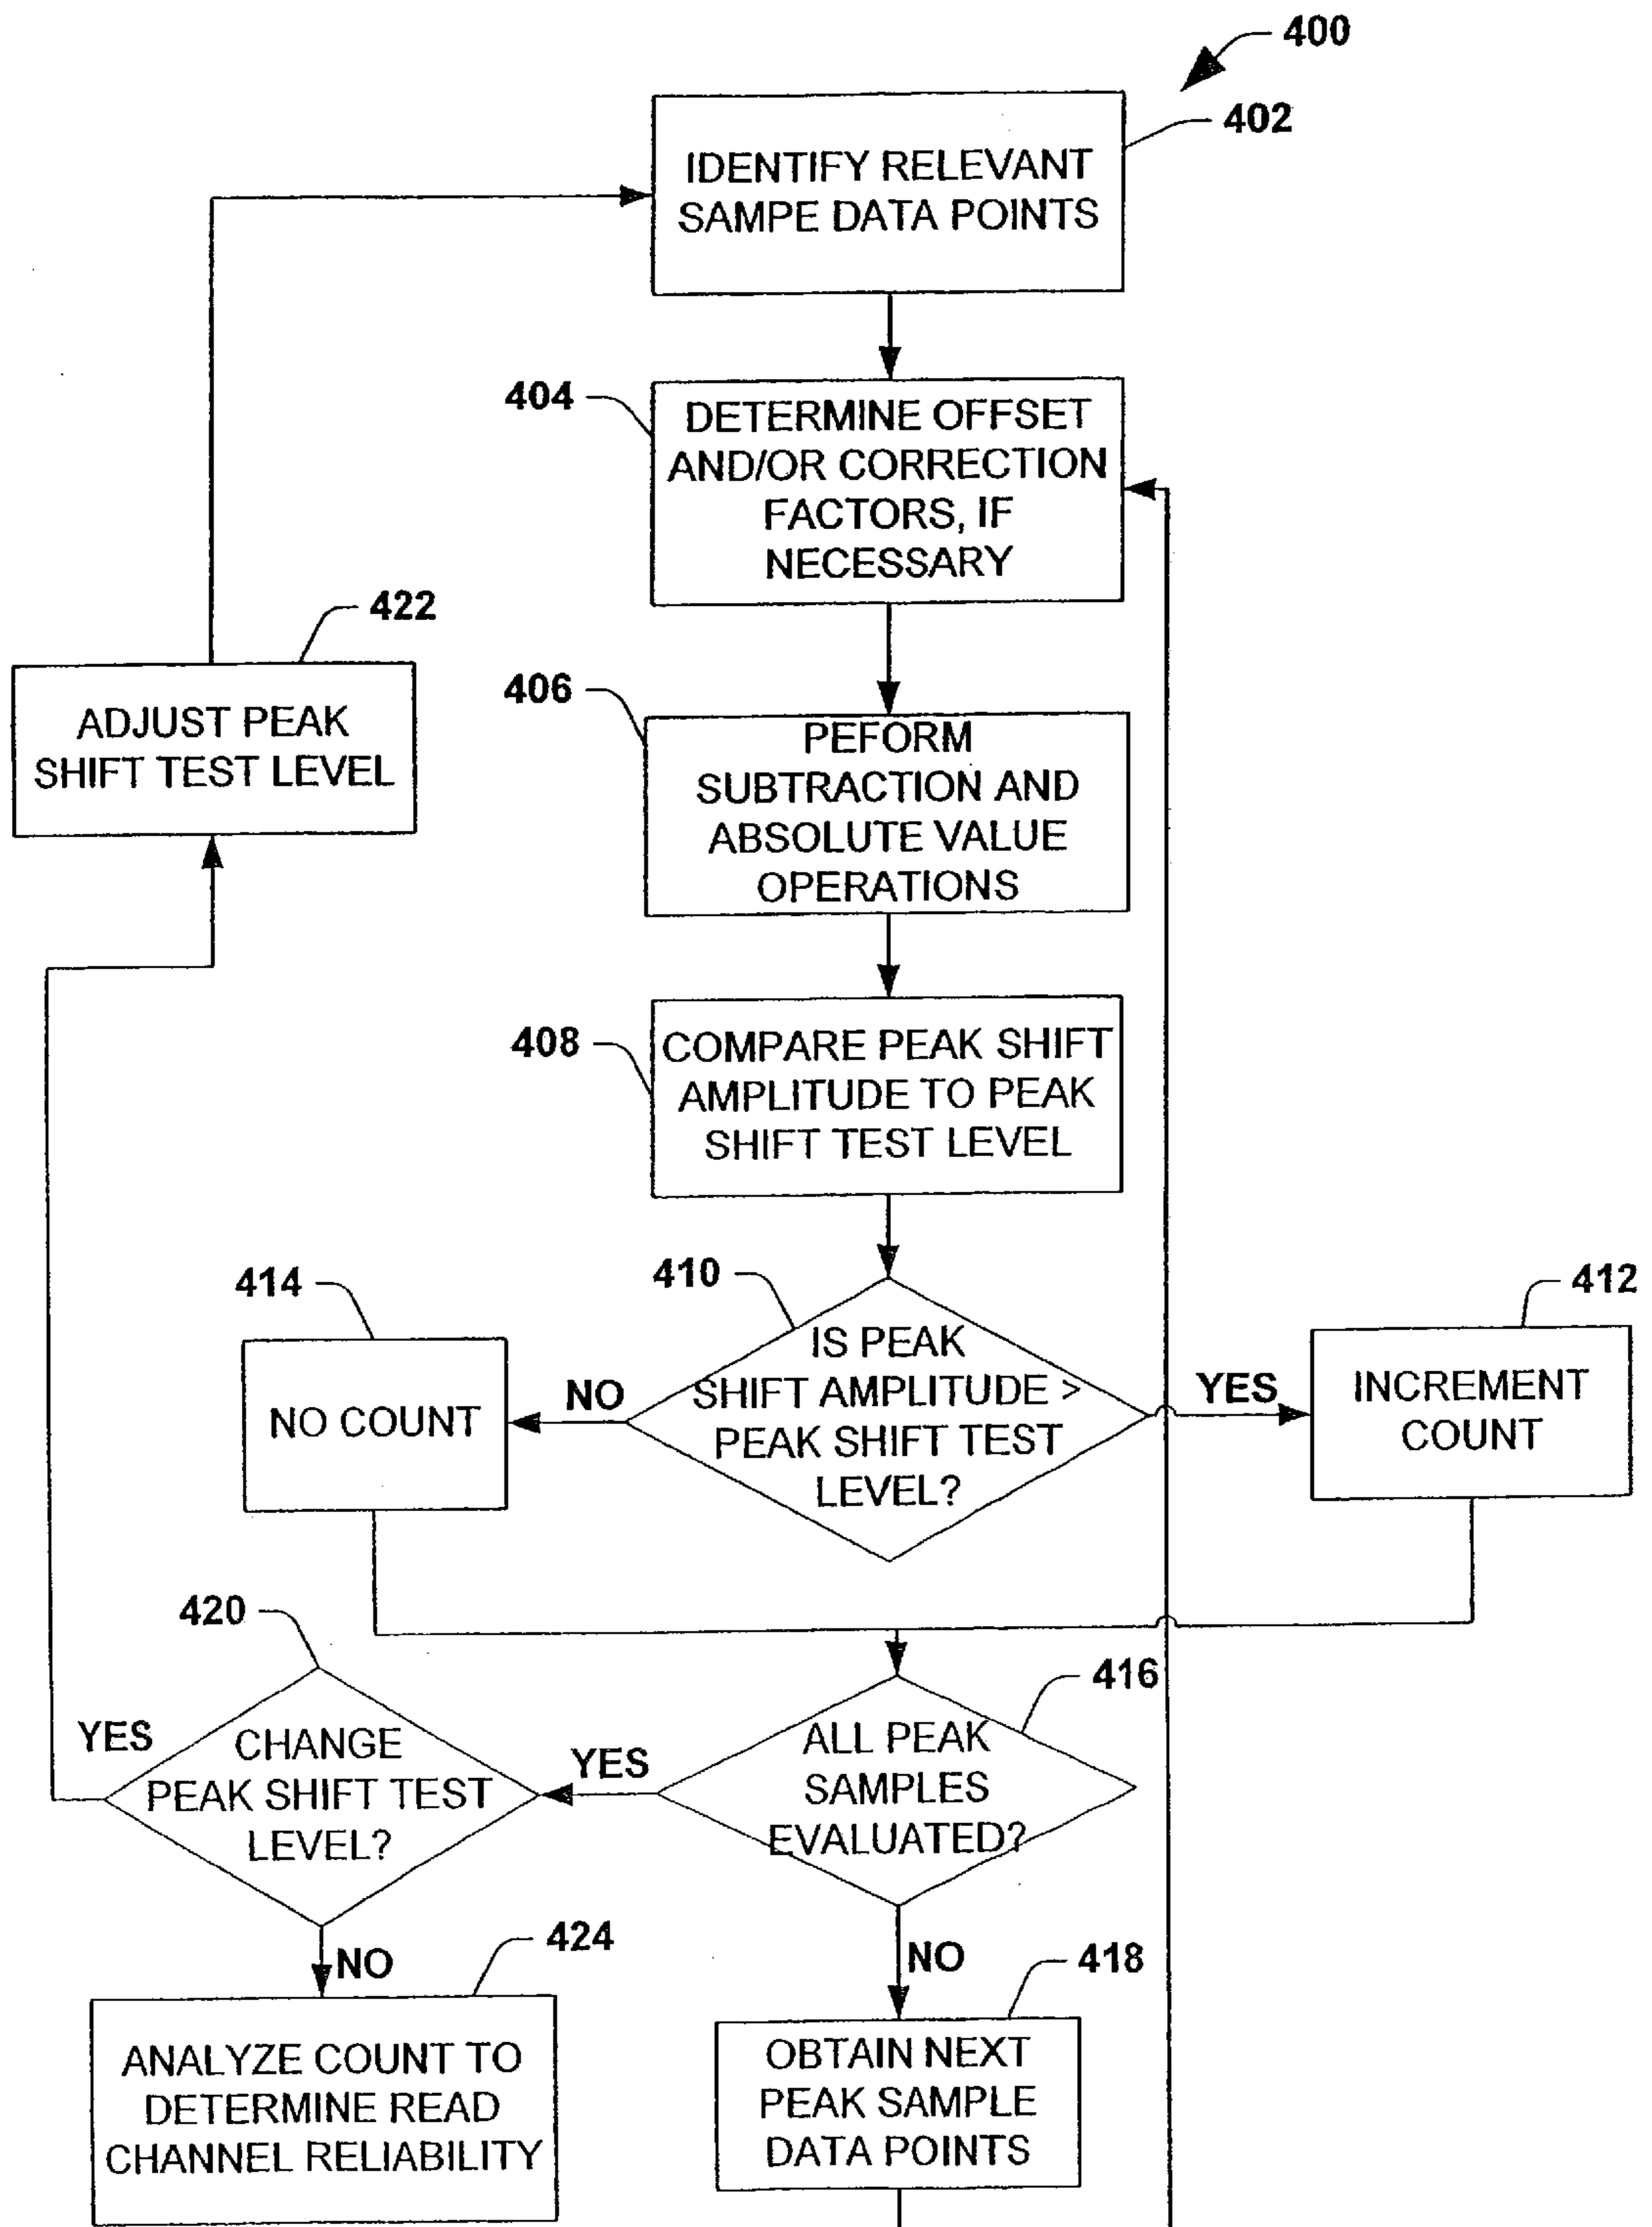 400
402
IDENTIFY RELEVANT
SAMPE DATA POINTS
404
DETERMINE OFFSET
AND/OR CORRECTION
FACTORS, IF
NECESSARY
422
ADJUST PEAK
SHIFT TEST LEVEL
406
PEFORM
SUBTRACTION AND
ABSOLUTE VALUE
OPERATIONS
408
COMPARE PEAK SHIFT
AMPLITUDE TO PEAK
SHIFT TEST LEVEL
410
IS PEAK
SHIFT AMPLITUDE >
PEAK SHIFT TEST
LEVEL?
414
NO
NO COUNT
412
YES
INCREMENT
COUNT
416
ALL PEAK
SAMPLES
EVALUATED?
420
YES
CHANGE
PEAK SHIFT TEST
LEVEL?
YES
NO
424
ANALYZE COUNT TO
DETERMINE READ
CHANNEL RELIABILITY
NO
418
OBTAIN NEXT
PEAK SAMPLE
DATA POINTS